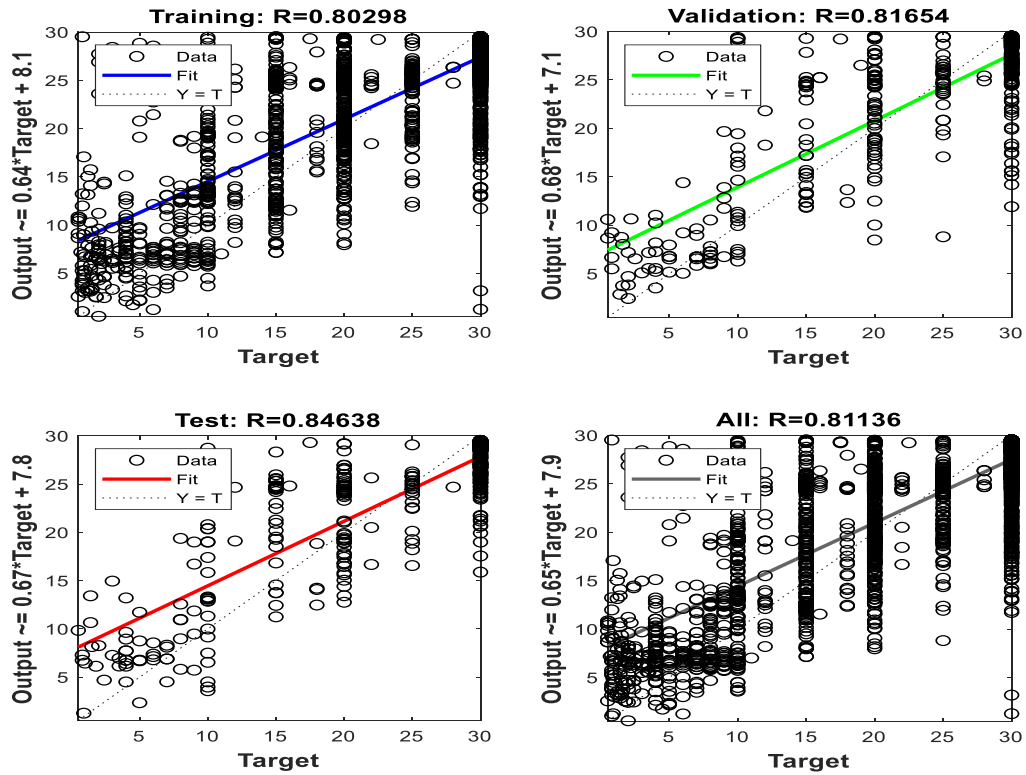 Training: R=0.80298
Output ~= 0.64*Target + 8.1
30
25
20
15
10
5
Data
Fit
Y = T
5 10 15 20 25 30
Target
Validation: R=0.81654
Output ~= 0.68*Target + 7.1
30
25
20
15
10
5
Data
Fit
Y = T
5 10 15 20 25 30
Target
Test: R=0.84638
Output ~= 0.67*Target + 7.8
30
25
20
15
10
5
Data
Fit
Y = T
5 10 15 20 25 30
Target
All: R=0.81136
Output ~= 0.65*Target + 7.9
30
25
20
15
10
5
Data
Fit
Y = T
5 10 15 20 25 30
Target